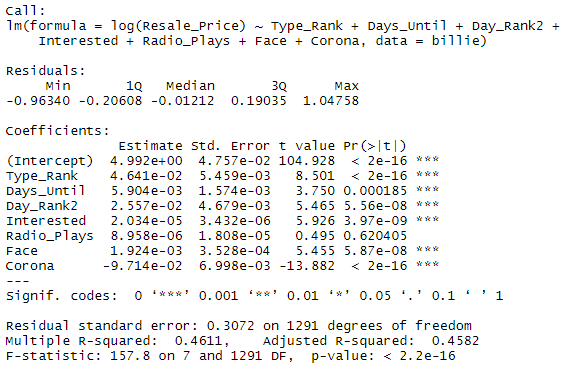 Call:
lm(formula = log(Resale_Price) ~ Type_Rank + Days_Until + Day_Rank2 +
    Interested + Radio_Plays + Face + Corona, data = billie)

Residuals:
     Min       1Q   Median       3Q      Max
-0.96340 -0.20608 -0.01212  0.19035  1.04758

Coefficients:
              Estimate Std. Error t value Pr(>|t|)
(Intercept)  4.992e+00  4.757e-02 104.928  < 2e-16 ***
Type_Rank    4.641e-02  5.459e-03   8.501  < 2e-16 ***
Days_Until   5.904e-03  1.574e-03   3.750 0.000185 ***
Day_Rank2    2.557e-02  4.679e-03   5.465 5.56e-08 ***
Interested   2.034e-05  3.432e-06   5.926 3.97e-09 ***
Radio_Plays  8.958e-06  1.808e-05   0.495 0.620405
Face         1.924e-03  3.528e-04   5.455 5.87e-08 ***
Corona      -9.714e-02  6.998e-03 -13.882  < 2e-16 ***
---
Signif. codes:  0 ‘***’ 0.001 ‘**’ 0.01 ‘*’ 0.05 ‘.’ 0.1 ‘ ’ 1

Residual standard error: 0.3072 on 1291 degrees of freedom
Multiple R-squared:  0.4611,    Adjusted R-squared:  0.4582
F-statistic: 157.8 on 7 and 1291 DF,  p-value: < 2.2e-16